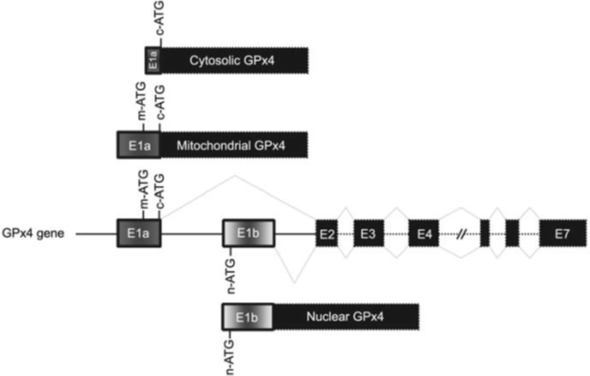 c-ATG
E1a
Cytosolic GPx4
m-ATG
c-ATG
E1a
Mitochondrial GPx4
m-ATG
c-ATG
GPx4 gene
E1a
E1b
E2
E3
E4
//
E7
n-ATG
E1b
Nuclear GPx4
n-ATG